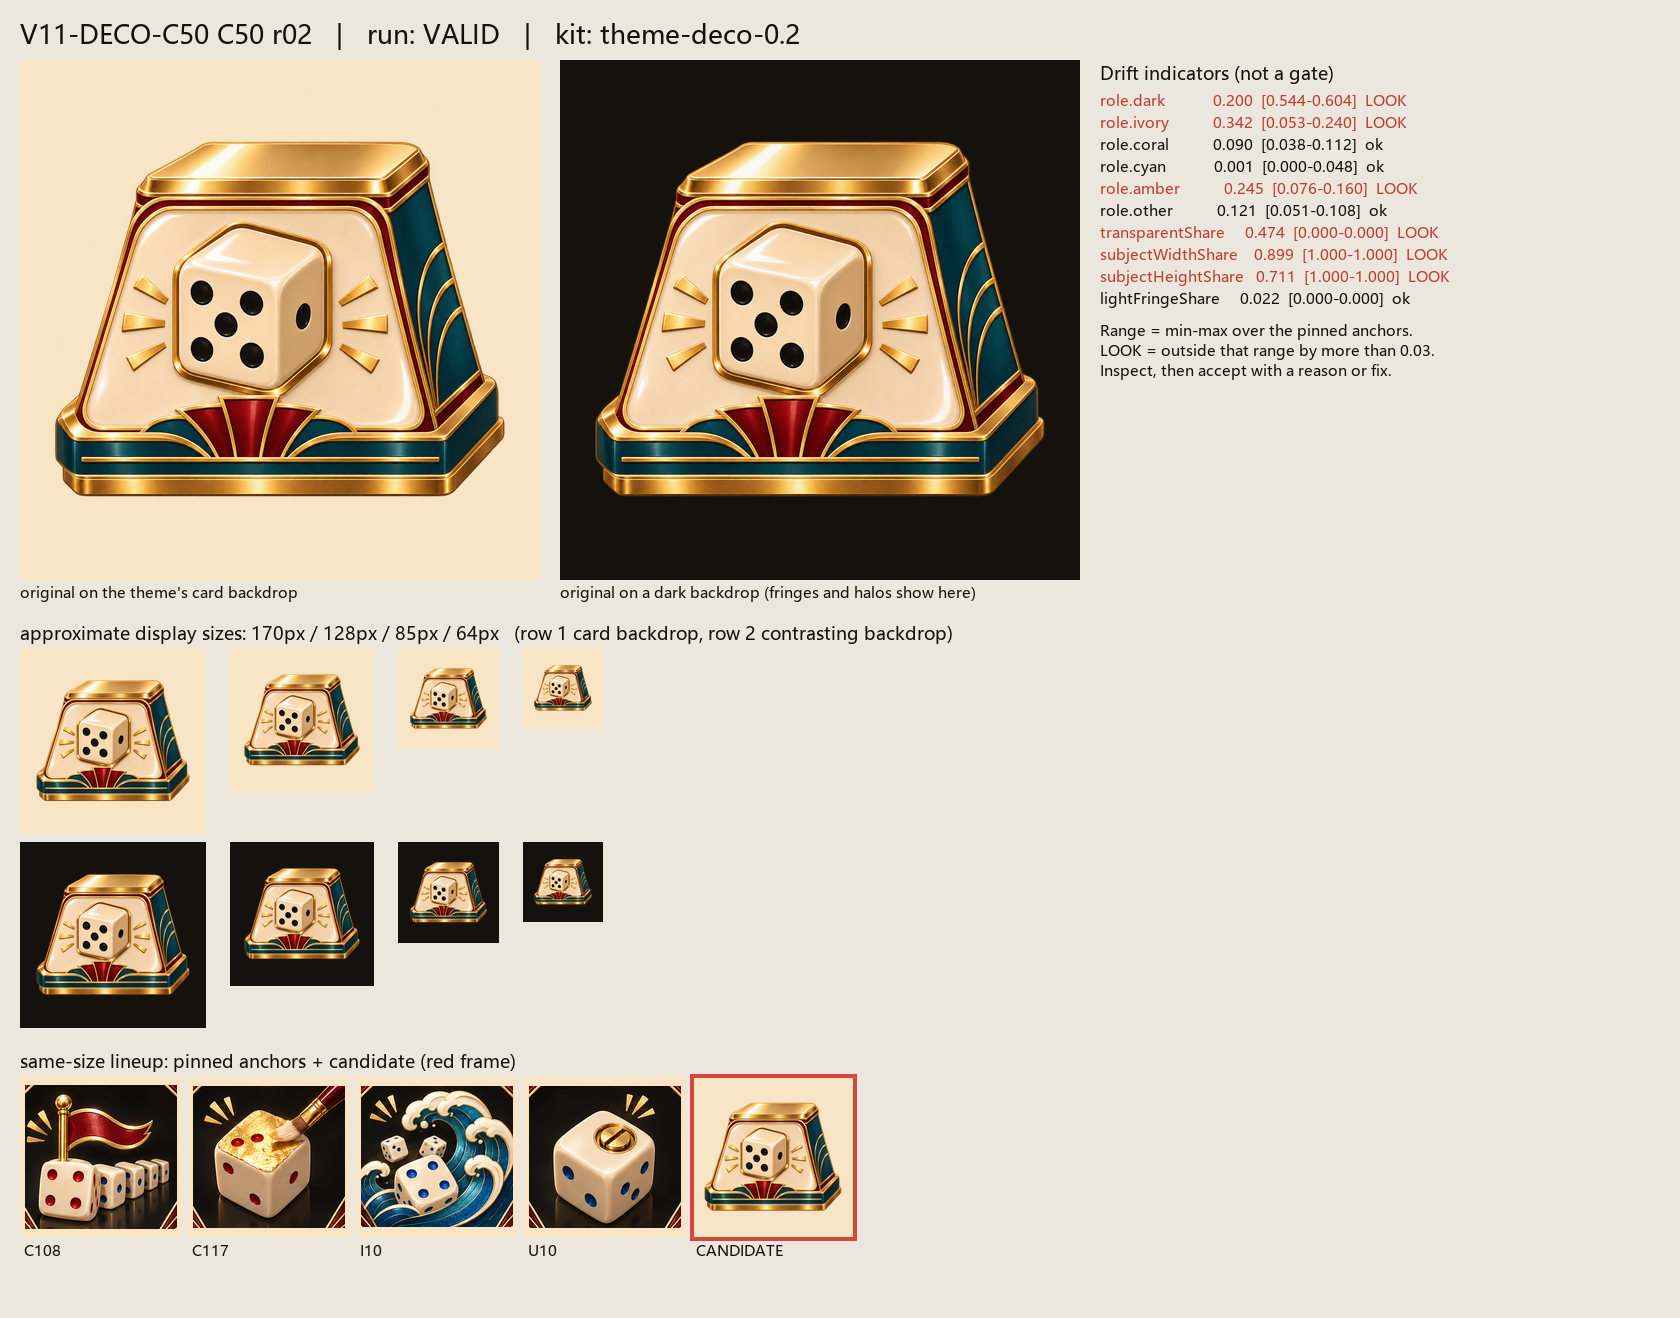 V11-DECO-C50 C50 r02 | run: VALID | kit: theme-deco-0.2
Drift indicators (not a gate)
role.dark 0.200 [0.544-0.604] LOOK
role.ivory 0.342 [0.053-0.240] LOOK
role.coral 0.090 [0.038-0.112] ok
role.cyan 0.001 [0.000-0.048] ok
role.amber 0.245 [0.076-0.160] LOOK
role.other 0.121 [0.051-0.108] ok
transparentShare 0.474 [0.000-0.000] LOOK
subjectWidthShare 0.899 [1.000-1.000] LOOK
subjectHeightShare 0.711 [1.000-1.000] LOOK
lightFringeShare 0.022 [0.000-0.000] ok
Range = min-max over the pinned anchors.
LOOK = outside that range by more than 0.03.
Inspect, then accept with a reason or fix.
original on the theme's card backdrop
original on a dark backdrop (fringes and halos show here)
approximate display sizes: 170px / 128px / 85px / 64px (row 1 card backdrop, row 2 contrasting backdrop)
same-size lineup: pinned anchors + candidate (red frame)
C108
C117
I10
U10
CANDIDATE